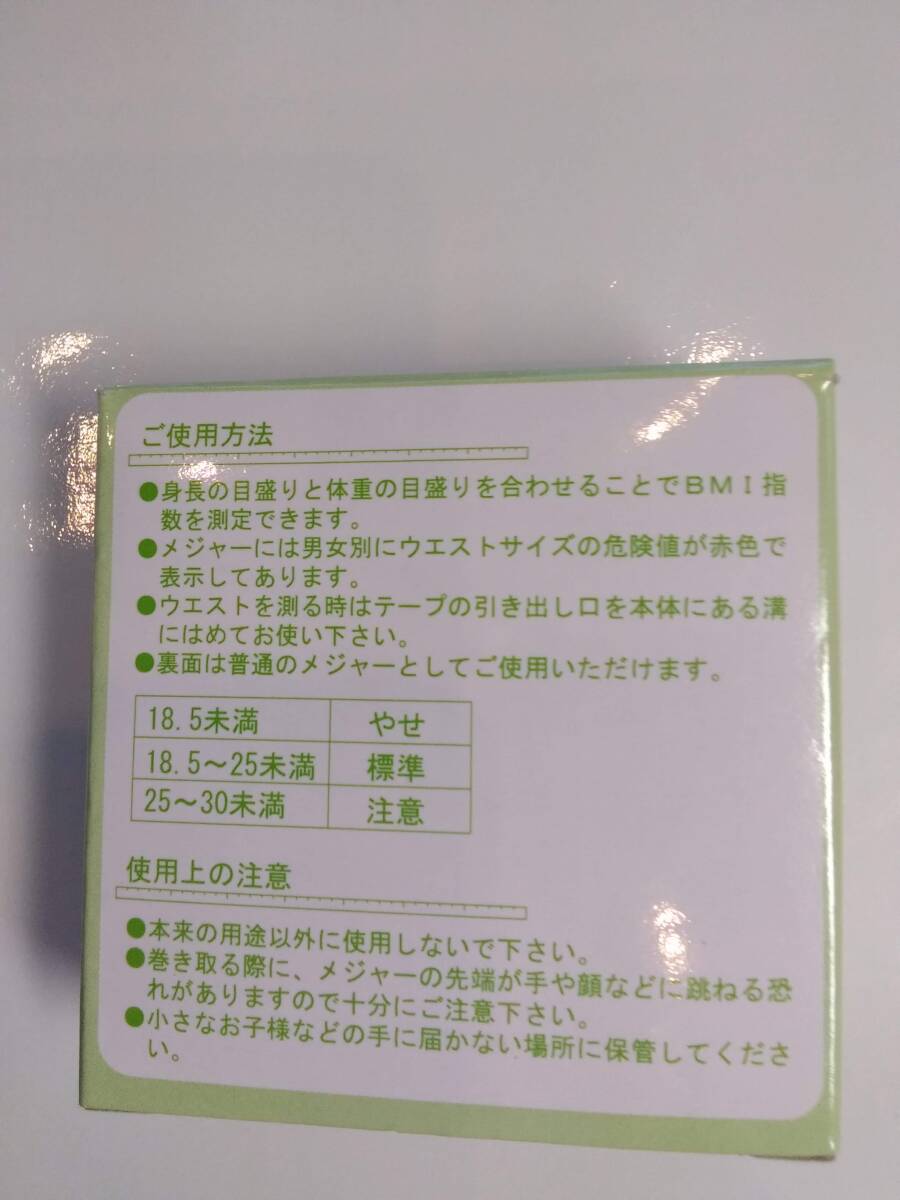 ご使用方法
●身長の目盛りと体重の目盛りを合わせることでＢＭＩ指
数を測定できます。
●メジャーには男女別にウエストサイズの危険値が赤色で
表示してあります。
●ウエストを測る時はテープの引き出し口を本体にある溝
にはめてお使い下さい。
●裏面は普通のメジャーとしてご使用いただけます。
18.5未満 やせ
18.5～25未満 標準
25～30未満 注意
使用上の注意
●本来の用途以外に使用しないで下さい。
●巻き取る際に、メジャーの先端が手や顔などに跳ねる恐
れがありますので十分にご注意下さい。
●小さなお子様などの手に届かない場所に保管してくださ
い。